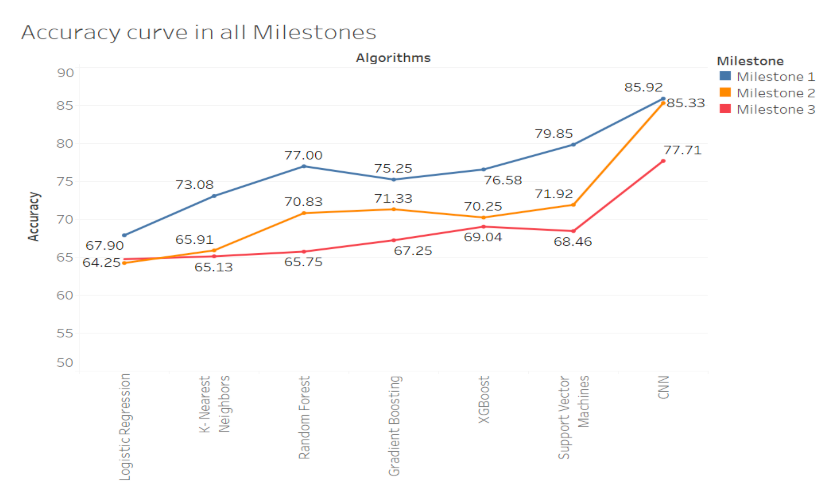 Accuracy curve in all Milestones
Algorithms
Milestone
Milestone 1
Milestone 2
Milestone 3
Accuracy
90
85
80
75
70
65
60
55
50
67.90
73.08
77.00
75.25
76.58
79.85
85.92
64.25
65.91
70.83
71.33
70.25
71.92
85.33
65.13
65.75
67.25
69.04
68.46
77.71
Logistic Regression
K- Nearest
Neighbors
Random Forest
Gradient Boosting
XGBoost
Support Vector
Machines
CNN